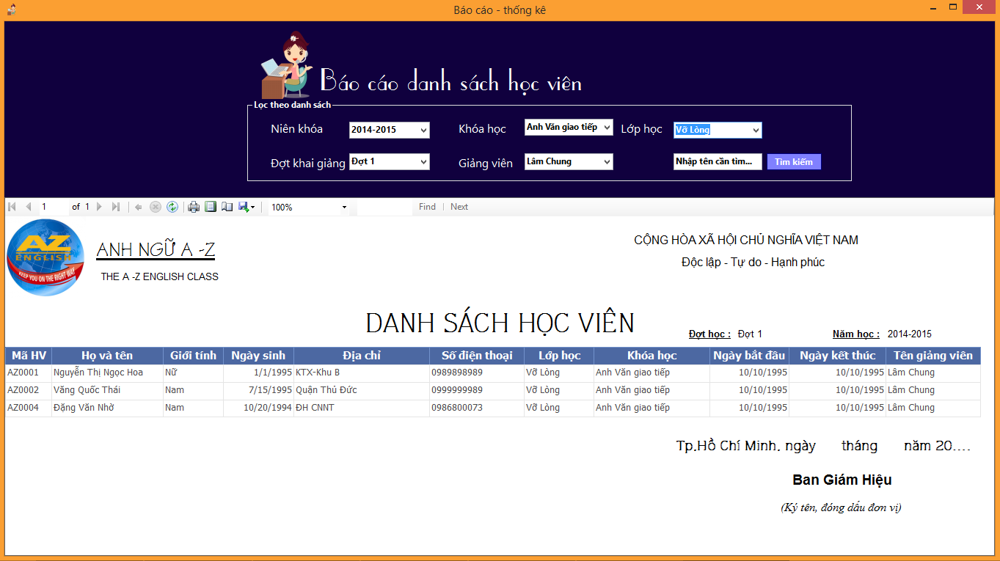 Báo cáo - thống kê
Báo cáo danh sách học viên
Lọc theo danh sách
Niên khóa 2014-2015 Khóa học Anh Văn giao tiếp Lớp học Vỡ Lòng
Đợt khai giảng Đợt 1 Giảng viên Lâm Chung Nhập tên cần tìm... Tìm kiếm
1 of 1 100% Find Next
AZ
ENGLISH
KEEP YOU ON THE RIGHT WAY
ANH NGỮ A -Z
THE A -Z ENGLISH CLASS
CỘNG HÒA XÃ HỘI CHỦ NGHĨA VIỆT NAM
Độc lập - Tự do - Hạnh phúc
DANH SÁCH HỌC VIÊN
Đợt học : Đợt 1 Năm học : 2014-2015
Mã HV Họ và tên Giới tính Ngày sinh Địa chỉ Số điện thoại Lớp học Khóa học Ngày bắt đầu Ngày kết thúc Tên giảng viên
AZ0001 Nguyễn Thị Ngọc Hoa Nữ 1/1/1995 KTX-Khu B 0989898989 Vỡ Lòng Anh Văn giao tiếp 10/10/1995 10/10/1995 Lâm Chung
AZ0002 Văng Quốc Thái Nam 7/15/1995 Quận Thủ Đức 0999999989 Vỡ Lòng Anh Văn giao tiếp 10/10/1995 10/10/1995 Lâm Chung
AZ0004 Đặng Văn Nhờ Nam 10/20/1994 ĐH CNNT 0986800073 Vỡ Lòng Anh Văn giao tiếp 10/10/1995 10/10/1995 Lâm Chung
Tp.Hồ Chí Minh, ngày tháng năm 20....
Ban Giám Hiệu
(Ký tên, đóng dấu đơn vị)